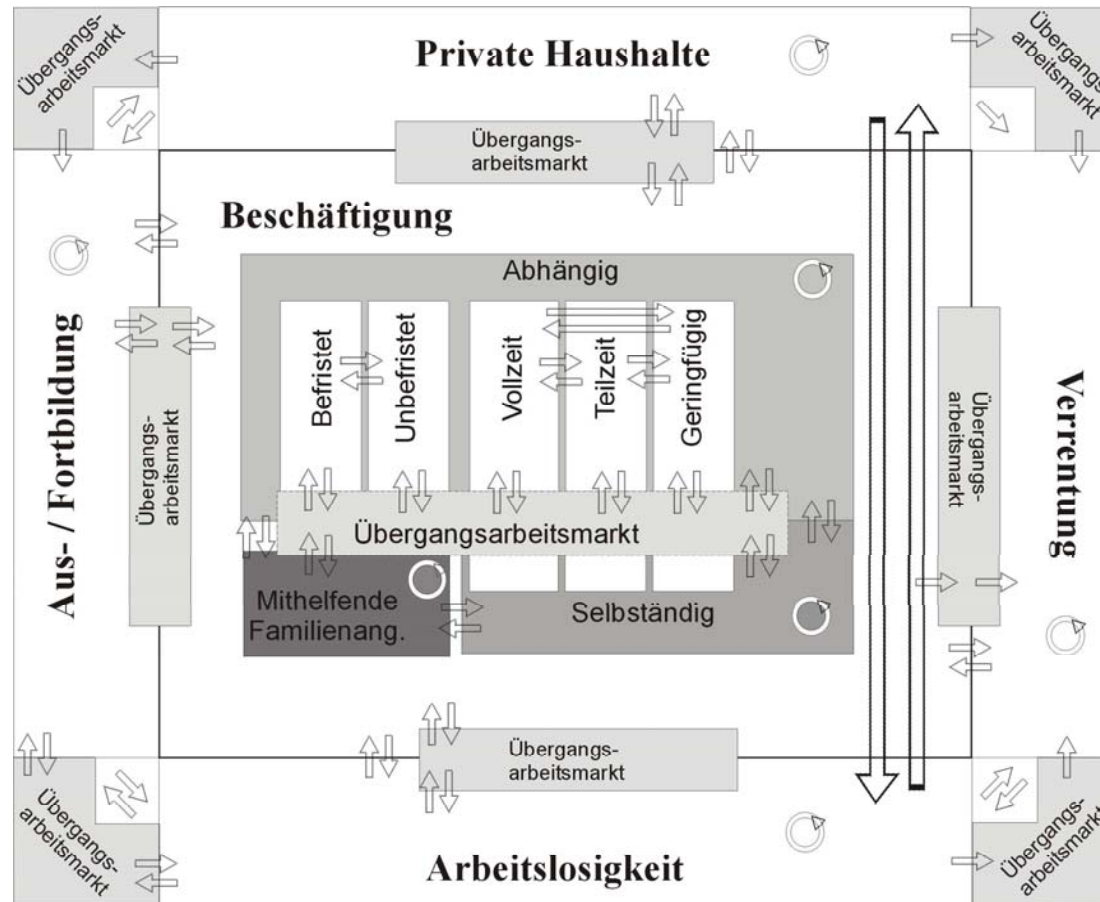 Übergangs-
arbeitsmarkt
Private Haushalte
Übergangs-
arbeitsmarkt
Übergangs-
arbeitsmarkt
Beschäftigung
Abhängig
Befristet
Unbefristet
Vollzeit
Teilzeit
Geringfügig
Aus- / Fortbildung
Übergangs-
arbeitsmarkt
Übergangs-
arbeitsmarkt
Verrentung
Übergangsarbeitsmarkt
Mithelfende
Familienang.
Selbständig
Übergangs-
arbeitsmarkt
Übergangs-
arbeitsmarkt
Arbeitslosigkeit
Übergangs-
arbeitsmarkt